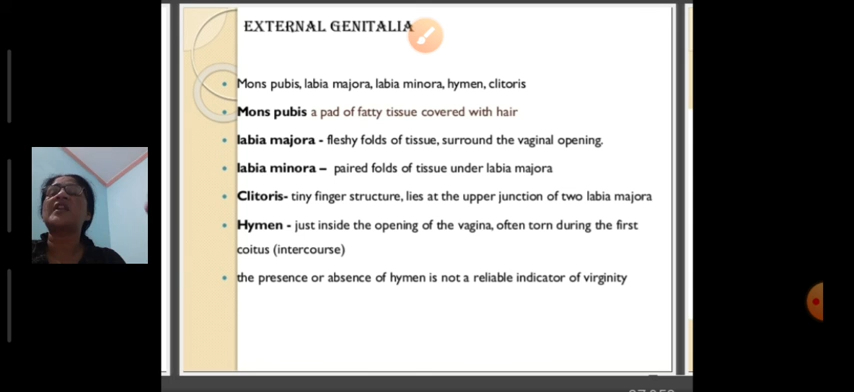 EXTERNAL GENITALIA
Mons pubis, labia majora, labia minora, hymen, clitoris
Mons pubis a pad of fatty tissue covered with hair
labia majora - fleshy folds of tissue, surround the vaginal opening.
labia minora – paired folds of tissue under labia majora
Clitoris- tiny finger structure, lies at the upper junction of two labia majora
Hymen - just inside the opening of the vagina, often torn during the first
coitus (intercourse)
the presence or absence of hymen is not a reliable indicator of virginity